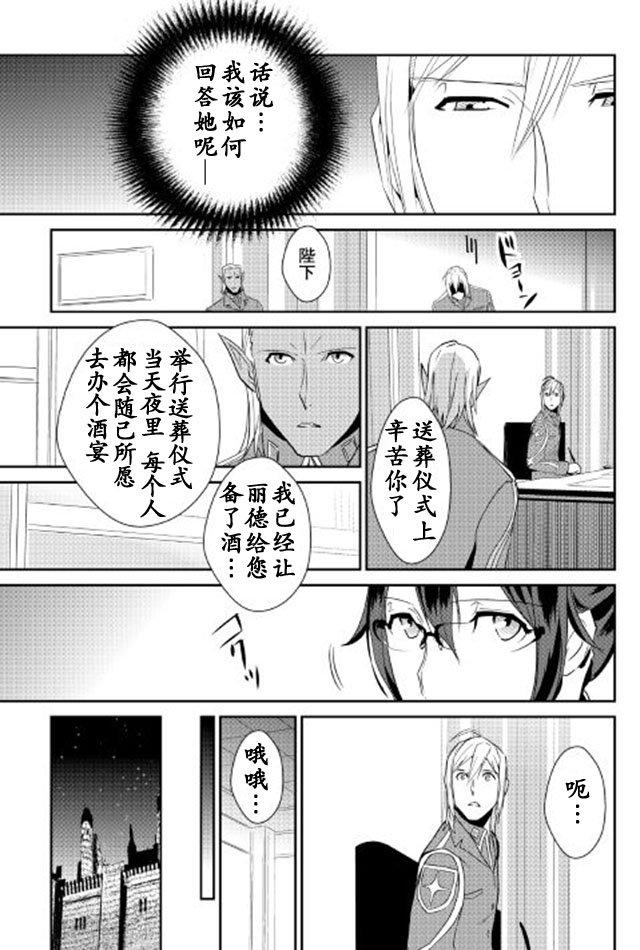 话说…
我该如何
回答她呢—
陛下
送葬仪式上
辛苦你了
举行送葬仪式
当天夜里 每个人
都会随己所愿
去办个酒宴
我已经让
丽德给您
备了酒…
呃…
哦哦…